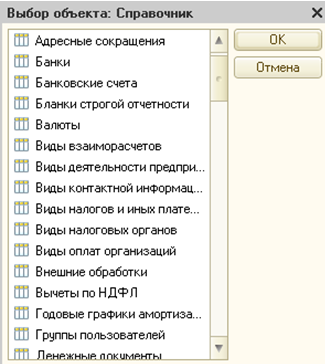 Выбор объекта: Справочник
Адресные сокращения
Банки
Банковские счета
Бланки строгой отчетности
Валюты
Виды взаиморасчетов
Виды деятельности предпри...
Виды контактной информац...
Виды налогов и иных плате...
Виды налоговых органов
Виды оплат организаций
Внешние обработки
Вычеты по НДФЛ
Годовые графики амортиза...
Группы пользователей
Денежные документы
OK
Отмена